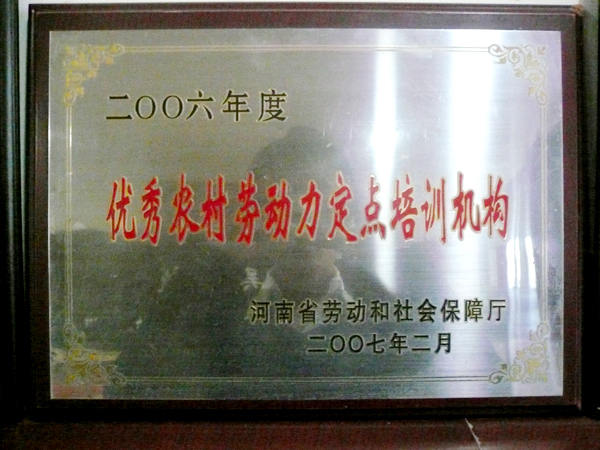 二〇〇六年度
优秀农村劳动力定点培训机构
河南省劳动和社会保障厅
二〇〇七年二月